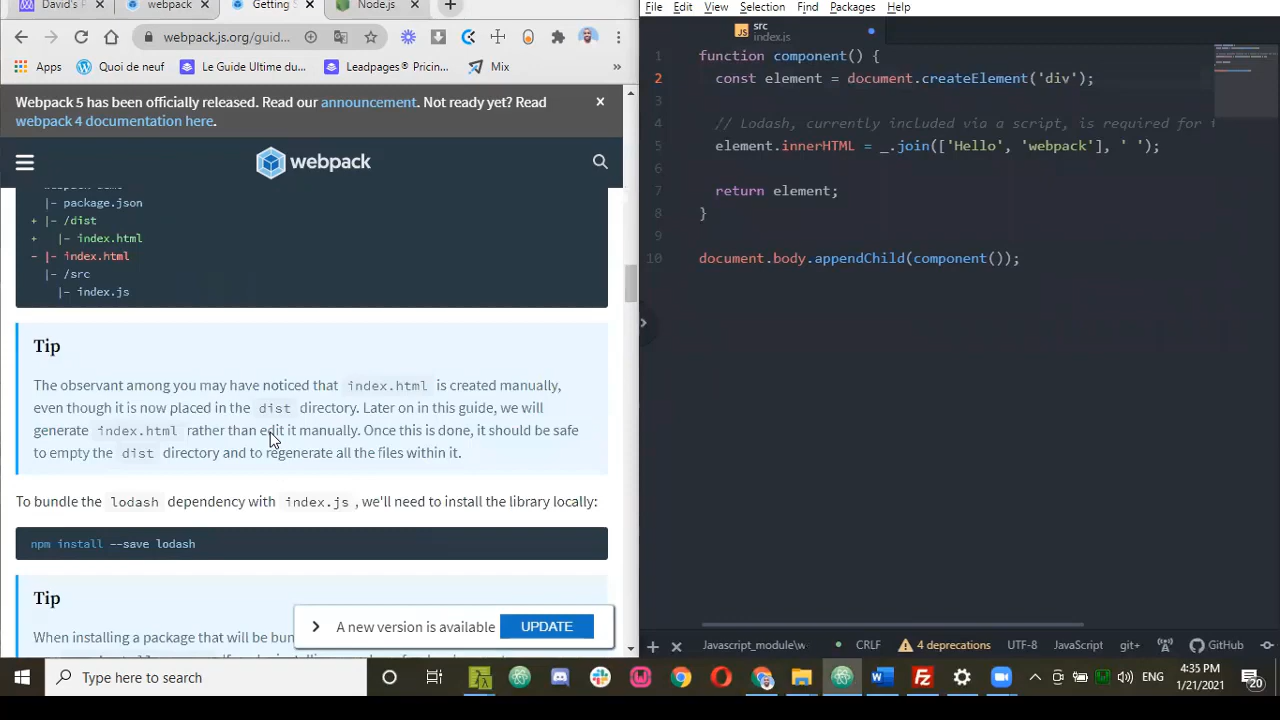 David's F
webpack
Getting S
Node.js
webpack.js.org/guid...
Apps
Quoi de rueuf
Le Guide Ultime du...
Leadpages® Pricin...
Mix
»
Webpack 5 has been officially released. Read our announcement. Not ready yet? Read
webpack 4 documentation here.
webpack
|- package.json
+ |- /dist
+   |- index.html
- |- index.html
|- /src
|- index.js
Tip
The observant among you may have noticed that index.html is created manually,
even though it is now placed in the dist directory. Later on in this guide, we will
generate index.html rather than edit it manually. Once this is done, it should be safe
to empty the dist directory and to regenerate all the files within it.
To bundle the lodash dependency with index.js, we'll need to install the library locally:
npm install --save lodash
Tip
When installing a package that will be bun
A new version is available
UPDATE
File Edit View Selection Find Packages Help
src
index.js
1 function component() {
2 const element = document.createElement('div');
3
4 // Lodash, currently included via a script, is required for
5 element.innerHTML = _.join(['Hello', 'webpack'], ' ');
6
7 return element;
8 }
9
10 document.body.appendChild(component());
Javascript_module\w
CRLF
4 deprecations
UTF-8
JavaScript
git+
GitHub
Type here to search
ENG
4:35 PM
1/21/2021
20